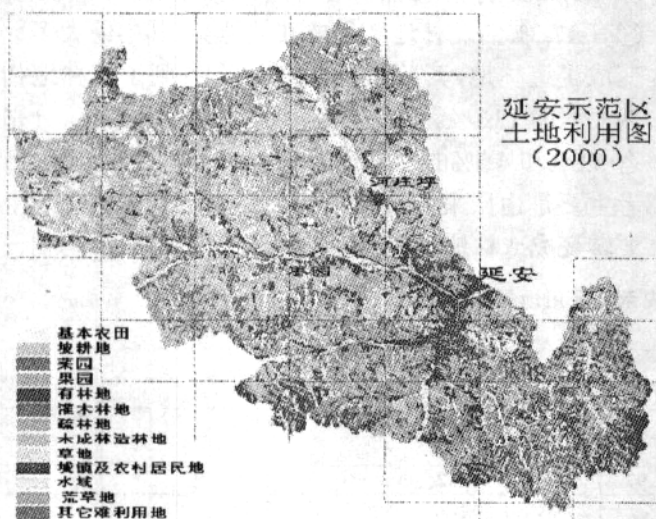 延安示范区
土地利用图
(2000)
河庄坪
枣园
延安
基本农田
坡耕地
菜园
果园
有林地
灌木林地
疏林地
未成林造林地
草地
城镇及农村居民地
水域
荒草地
其它难利用地